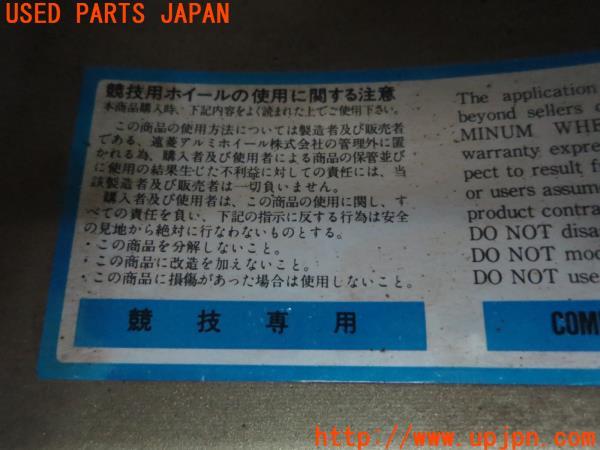 USED PARTS JAPAN
競技用ホイールの使用に関する注意
本商品購入時、下記内容をよく読まれた上でご使用下さい。
この商品の使用方法については製造者及び販売者
である、遠菱アルミホイール株式会社の管理外に置
かれる為、購入者及び使用者による商品の保管並び
に使用の結果生じた不利益に対しての責任には、当
該製造者及び販売者は一切負いません。
購入者及び使用者は、この商品の使用に関し、す
べての責任を負い、下記の指示に反する行為は安全
の見地から絶対に行なわないものとする。
・この商品を分解しないこと。
・この商品に改造を加えないこと。
・この商品に損傷があった場合は使用しないこと。
競技専用
The application
beyond sellers
MINUM WHE
warranty expre
pect to result f
or users assume
product contra
DO NOT disa
DO NOT mod
DO NOT use
COM
http://www.upjpn.com/